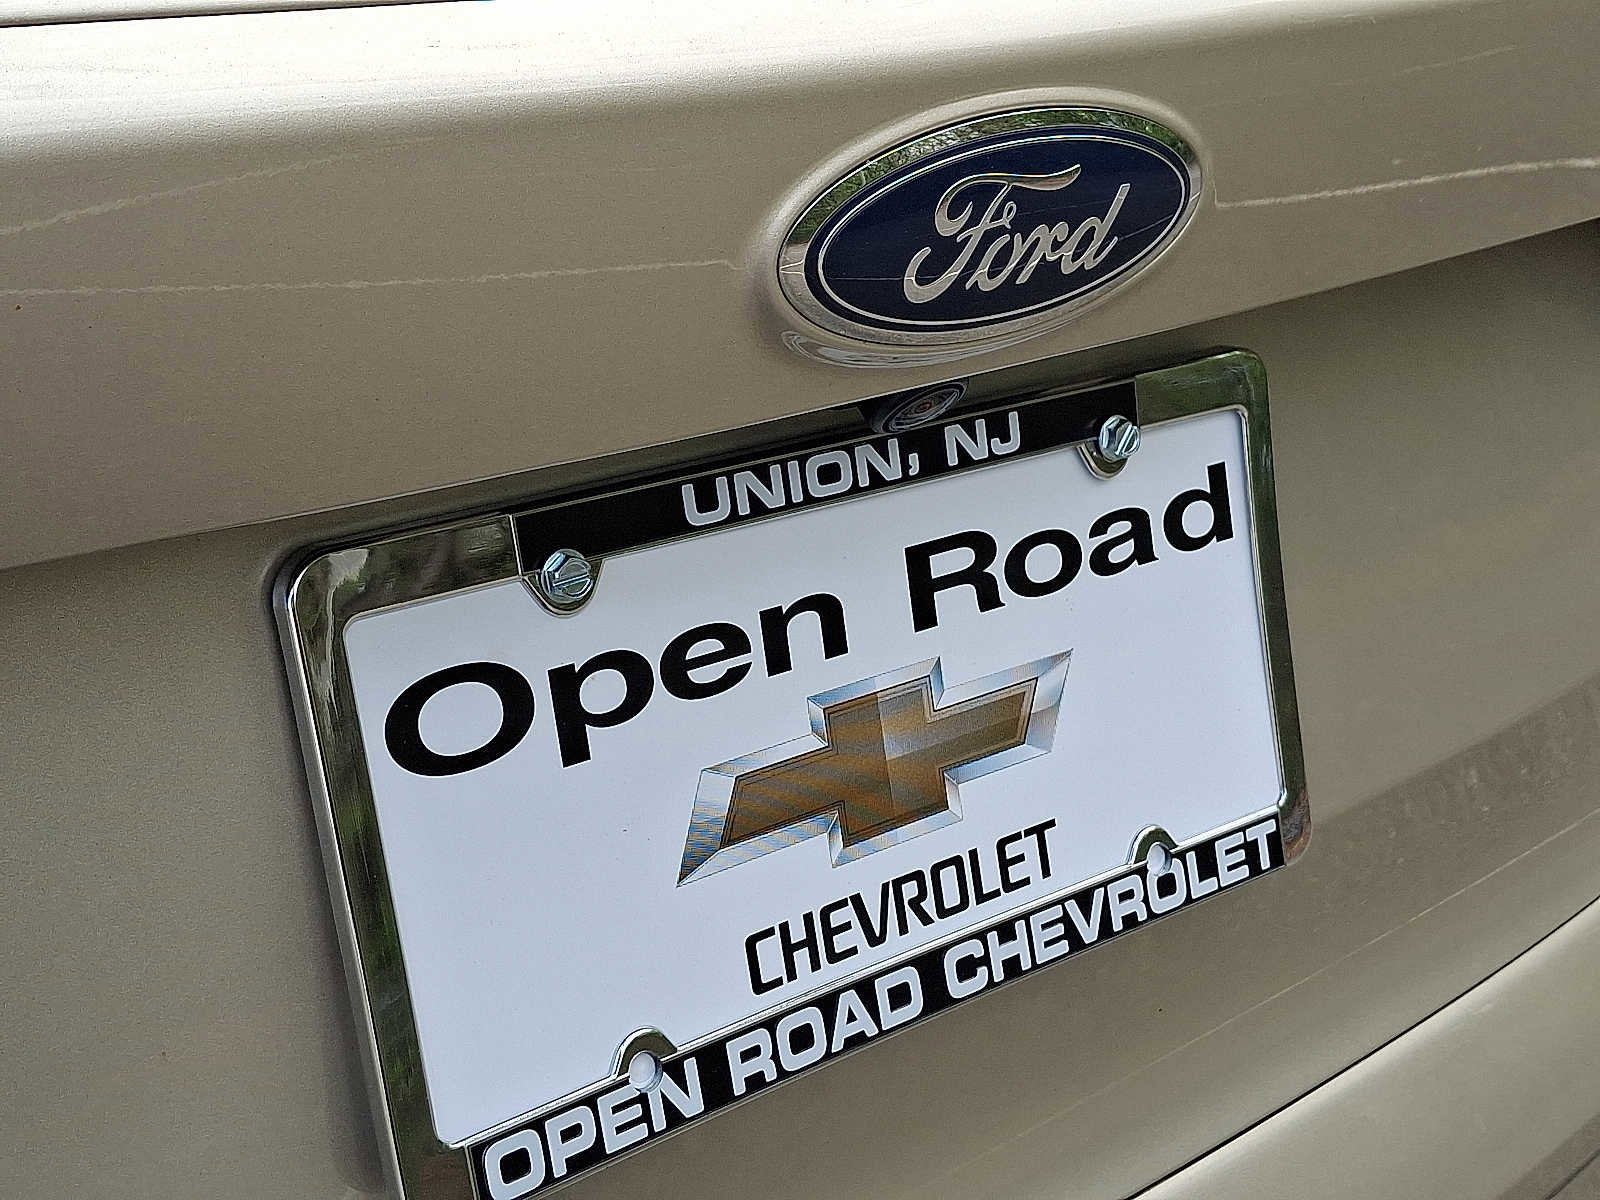 Ford
UNION, NJ
Open Road
CHEVROLET
OPEN ROAD CHEVROLET